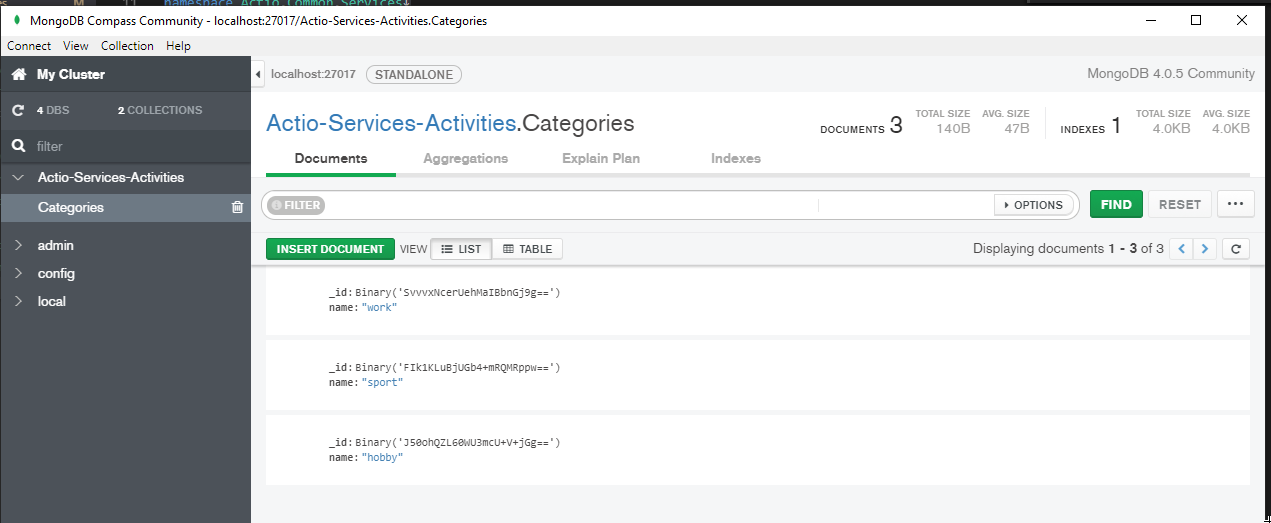 namespace Actio.Common.Services
MongoDB Compass Community - localhost:27017/Actio-Services-Activities.Categories
Connect View Collection Help
My Cluster
localhost:27017 STANDALONE MongoDB 4.0.5 Community
4 DBS 2 COLLECTIONS
filter
Actio-Services-Activities.Categories
DOCUMENTS 3 TOTAL SIZE 140B AVG. SIZE 47B INDEXES 1 TOTAL SIZE 4.0KB AVG. SIZE 4.0KB
Documents Aggregations Explain Plan Indexes
Actio-Services-Activities
Categories
admin
config
local
FILTER OPTIONS FIND RESET ...
INSERT DOCUMENT VIEW LIST TABLE Displaying documents 1 - 3 of 3
_id: Binary('SvvvxNcerUehMaIBbnGj9g==')
name: "work"
_id: Binary('FIk1KLuBjUGb4+mRQMRppw==')
name: "sport"
_id: Binary('J50ohQZL60WU3mcU+V+jGg==')
name: "hobby"